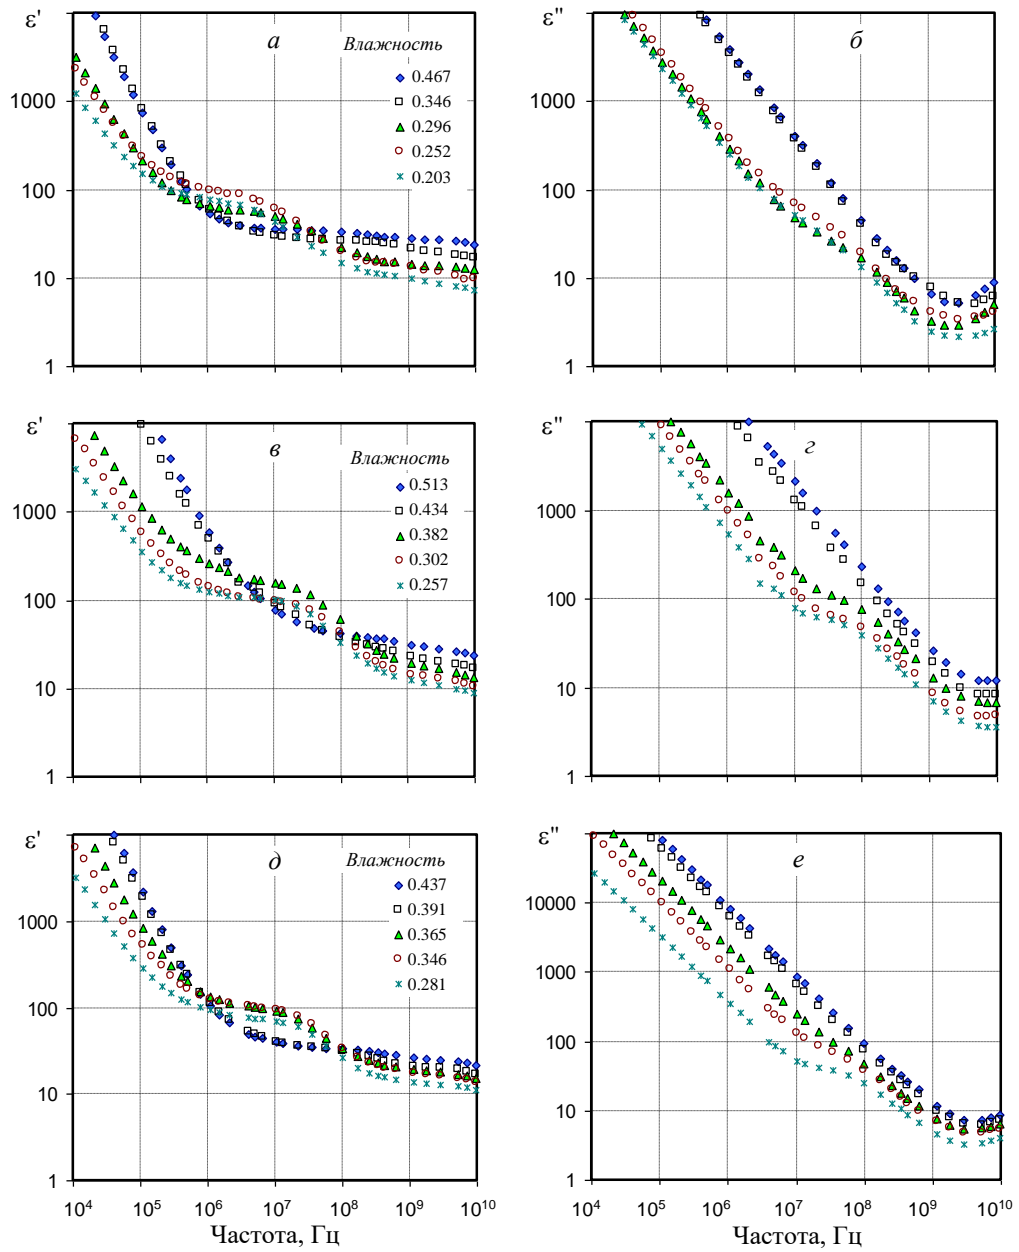 ε'
а
Влажность
0.467
0.346
0.296
0.252
0.203
1000
100
10
1
ε''
б
1000
100
10
1
ε'
в
Влажность
0.513
0.434
0.382
0.302
0.257
1000
100
10
1
ε''
г
1000
100
10
1
ε'
д
Влажность
0.437
0.391
0.365
0.346
0.281
1000
100
10
1
10⁴ 10⁵ 10⁶ 10⁷ 10⁸ 10⁹ 10¹⁰
Частота, Гц
ε''
е
10000
1000
100
10
1
10⁴ 10⁵ 10⁶ 10⁷ 10⁸ 10⁹ 10¹⁰
Частота, Гц